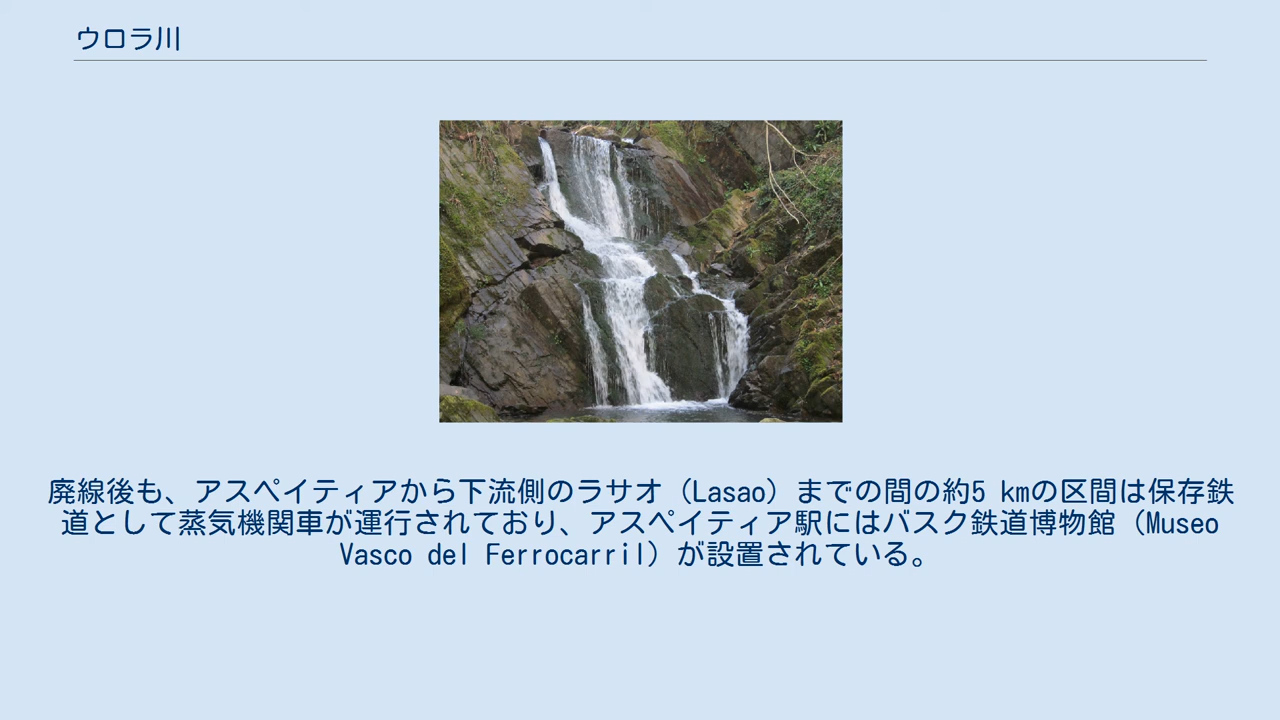 ウロラ川
廃線後も、アスペイティアから下流側のラサオ（Lasao）までの間の約5 kmの区間は保存鉄
道として蒸気機関車が運行されており、アスペイティア駅にはバスク鉄道博物館（Museo
Vasco del Ferrocarril）が設置されている。